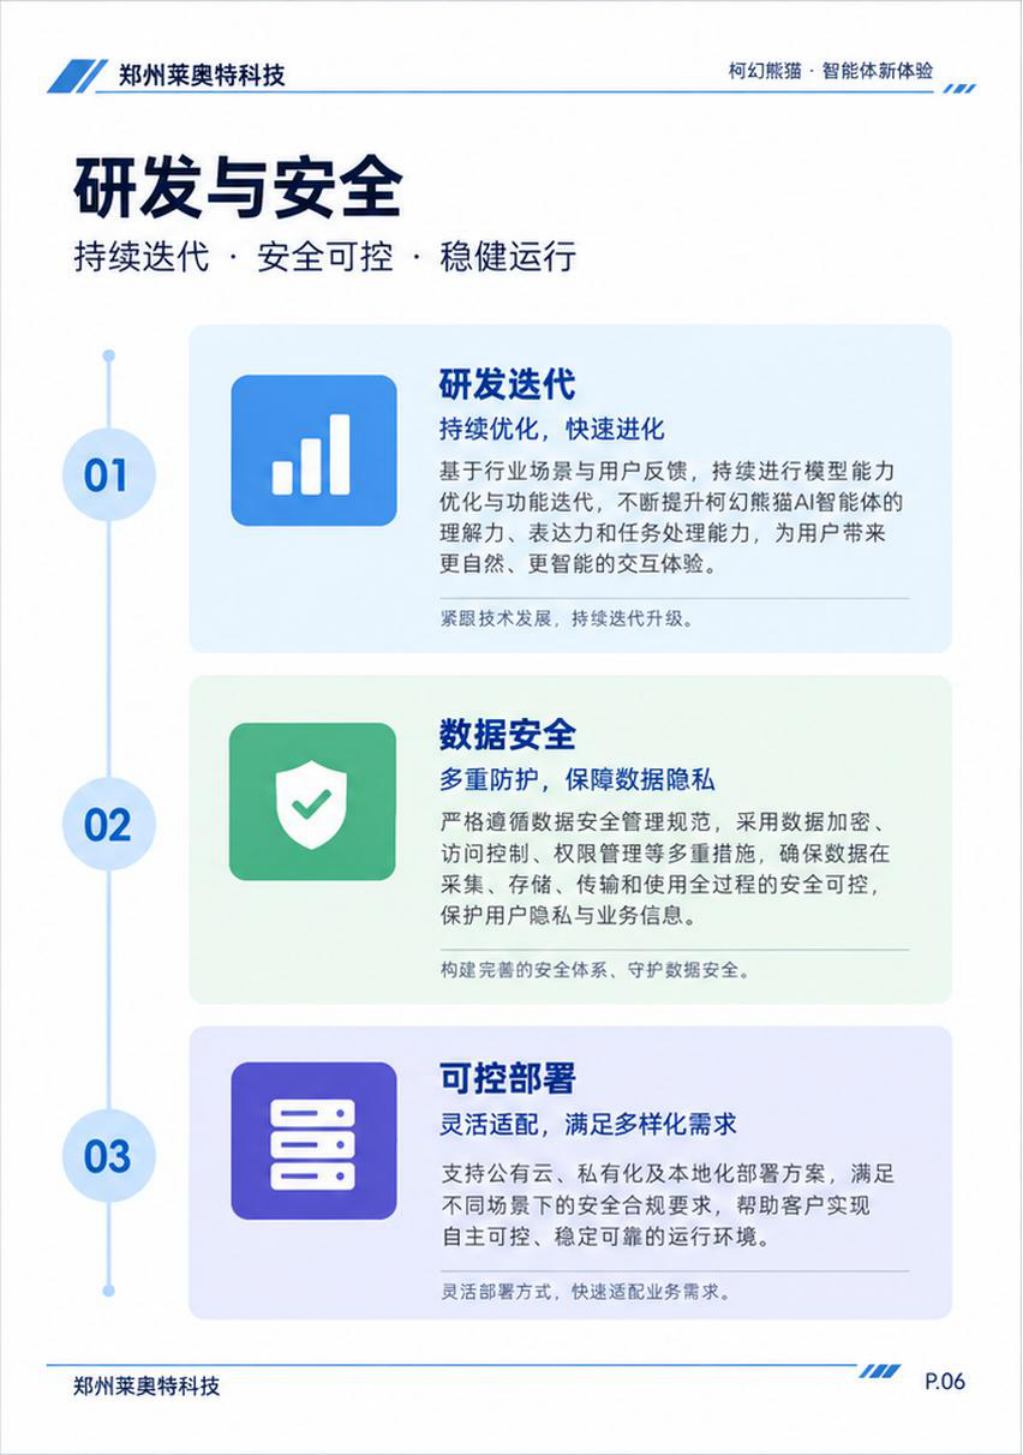 郑州莱奥特科技
柯幻熊猫 · 智能体新体验
研发与安全
持续迭代 · 安全可控 · 稳健运行
01
研发迭代
持续优化，快速进化
基于行业场景与用户反馈，持续进行模型能力
优化与功能迭代，不断提升柯幻熊猫AI智能体的
理解力、表达力和任务处理能力，为用户带来
更自然、更智能的交互体验。
紧跟技术发展，持续迭代升级。
02
数据安全
多重防护，保障数据隐私
严格遵循数据安全管理规范，采用数据加密、
访问控制、权限管理等多重措施，确保数据在
采集、存储、传输和使用全过程的安全可控，
保护用户隐私与业务信息。
构建完善的安全体系、守护数据安全。
03
可控部署
灵活适配，满足多样化需求
支持公有云、私有化及本地化部署方案，满足
不同场景下的安全合规要求，帮助客户实现
自主可控、稳定可靠的运行环境。
灵活部署方式，快速适配业务需求。
郑州莱奥特科技
P.06